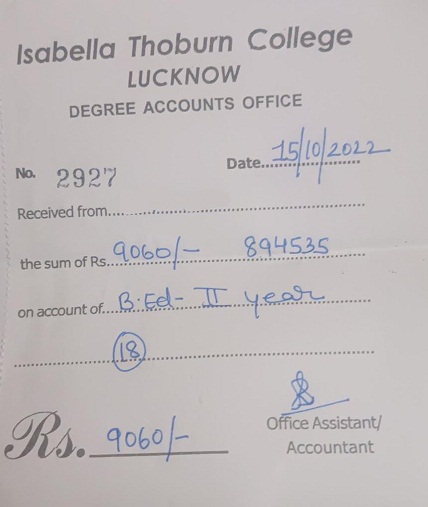 Isabella Thoburn College
LUCKNOW
DEGREE ACCOUNTS OFFICE
No. 2927 Date 15/10/2022
Received from
the sum of Rs. 9060/- 894535
on account of B.Ed- II year
18
Rs. 9060/-
Office Assistant/
Accountant